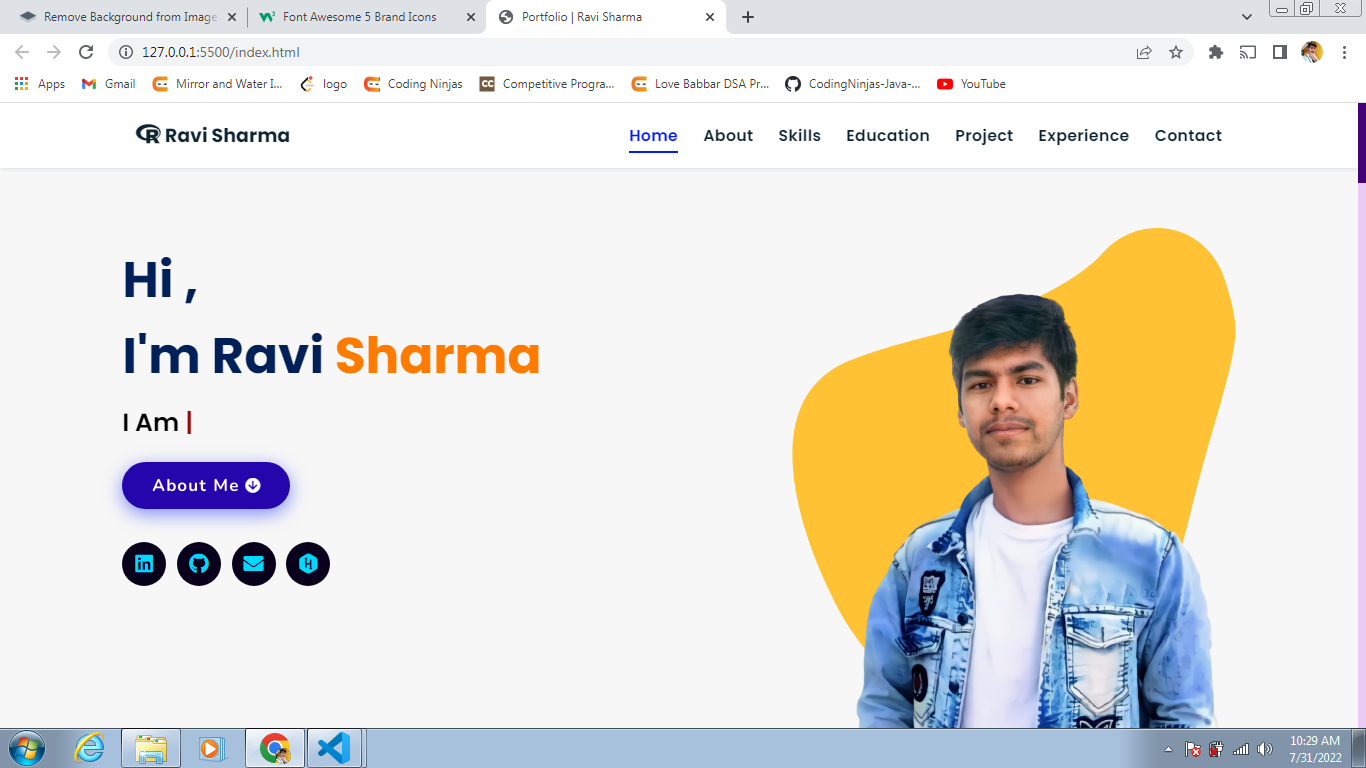 Remove Background from Image
Font Awesome 5 Brand Icons
Portfolio | Ravi Sharma
127.0.0.1:5500/index.html
Apps
Gmail
Mirror and Water I...
logo
Coding Ninjas
CC
Competitive Progra...
Love Babbar DSA Pr...
CodingNinjas-Java-...
YouTube
R Ravi Sharma
Home About Skills Education Project Experience Contact
Hi ,
I'm Ravi Sharma
I Am |
About Me
10:29 AM
7/31/2022